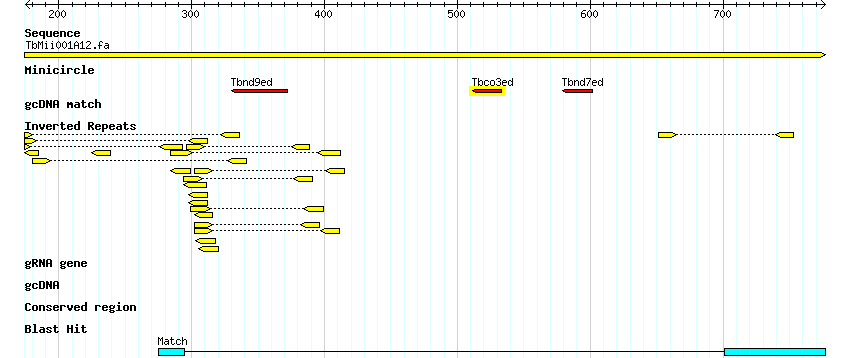 200 300 400 500 600 700
Sequence
TbMii001A12.fa
Minicircle
Tbnd9ed Tbco3ed Tbnd7ed
gcDNA match
Inverted Repeats
gRNA gene
gcDNA
Conserved region
Blast Hit
Match